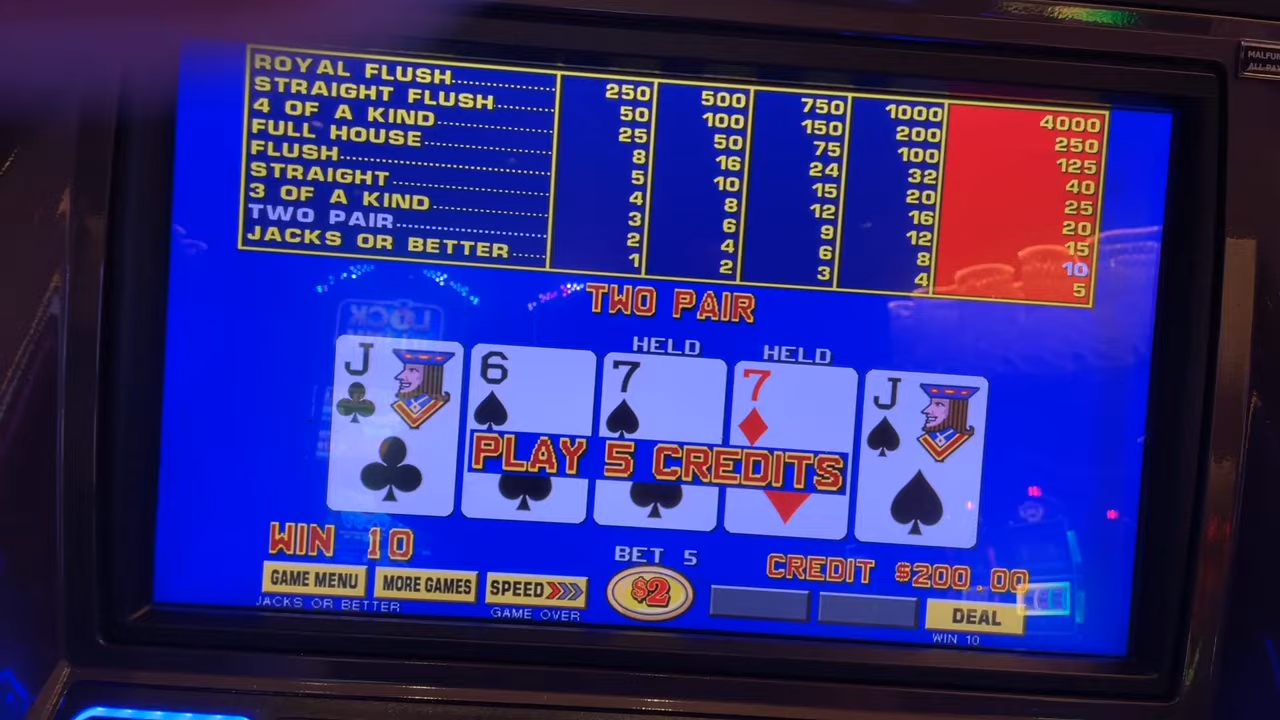 ROYAL FLUSH 250 500 750 1000 4000
STRAIGHT FLUSH 50 100 150 200 250
4 OF A KIND 25 50 75 100 125
FULL HOUSE 8 16 24 32 40
FLUSH 5 10 15 20 25
STRAIGHT 4 8 12 16 20
3 OF A KIND 3 6 9 12 15
TWO PAIR 2 4 6 8 10
JACKS OR BETTER 1 2 3 4 5
TWO PAIR
HELD HELD
J 6 7 7 J
PLAY 5 CREDITS
WIN 10 BET 5 CREDIT $200.00
GAME MENU MORE GAMES SPEED $2 DEAL
JACKS OR BETTER GAME OVER WIN 10